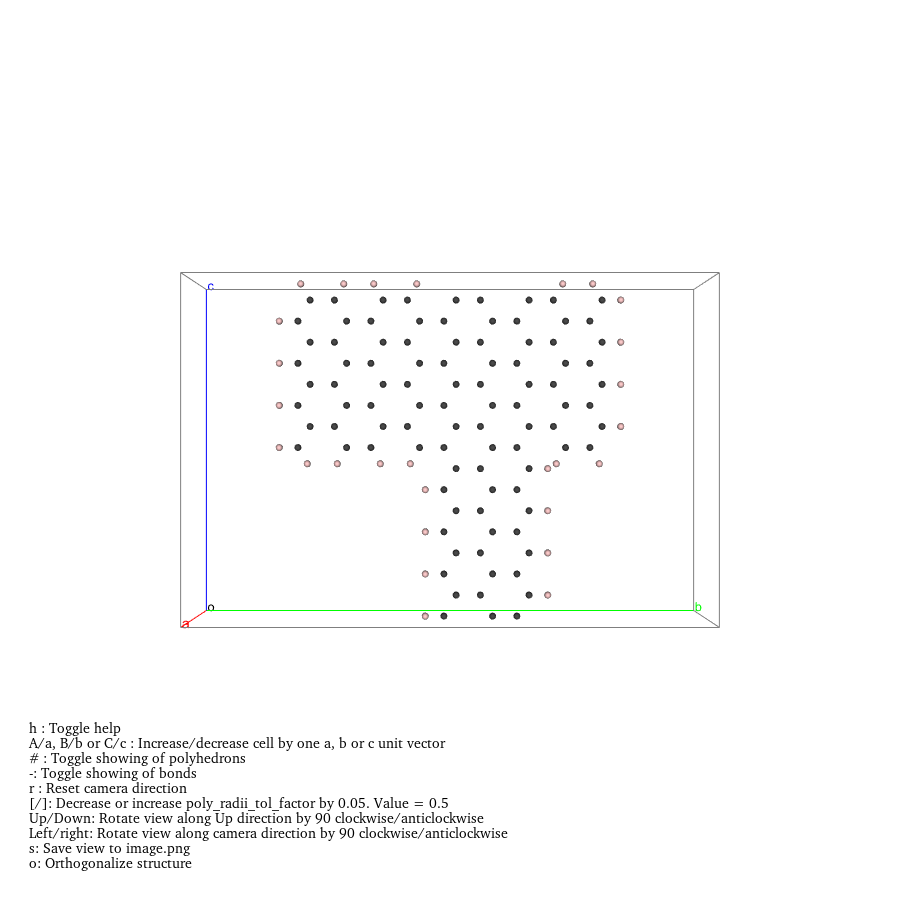 c
o
b
a
h : Toggle help
A/a, B/b or C/c : Increase/decrease cell by one a, b or c unit vector
# : Toggle showing of polyhedrons
-: Toggle showing of bonds
r : Reset camera direction
[/]: Decrease or increase poly_radii_tol_factor by 0.05. Value = 0.5
Up/Down: Rotate view along Up direction by 90 clockwise/anticlockwise
Left/right: Rotate view along camera direction by 90 clockwise/anticlockwise
s: Save view to image.png
o: Orthogonalize structure